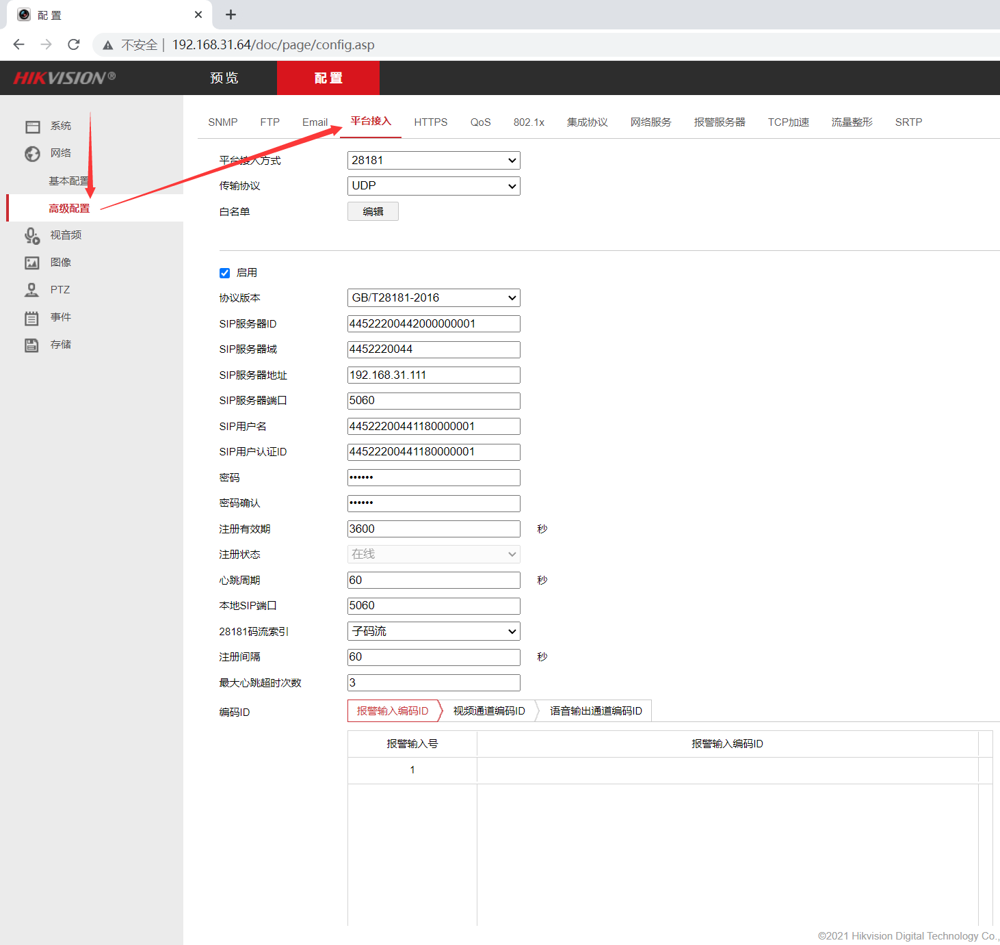 配 置
不安全 | 192.168.31.64/doc/page/config.asp
HIKVISION®
预览
配置
系统
网络
基本配置
高级配置
视音频
图像
PTZ
事件
存储
SNMP FTP Email 平台接入 HTTPS QoS 802.1x 集成协议 网络服务 报警服务器 TCP加速 流量整形 SRTP
平台接入方式 28181
传输协议 UDP
白名单 编辑
启用
协议版本 GB/T28181-2016
SIP服务器ID 44522200442000000001
SIP服务器域 4452220044
SIP服务器地址 192.168.31.111
SIP服务器端口 5060
SIP用户名 44522200441180000001
SIP用户认证ID 44522200441180000001
密码 ••••••
密码确认 ••••••
注册有效期 3600 秒
注册状态 在线
心跳周期 60 秒
本地SIP端口 5060
28181码流索引 子码流
注册间隔 60 秒
最大心跳超时次数 3
编码ID 报警输入编码ID 视频通道编码ID 语音输出通道编码ID
报警输入号 报警输入编码ID
1
©2021 Hikvision Digital Technology Co.,